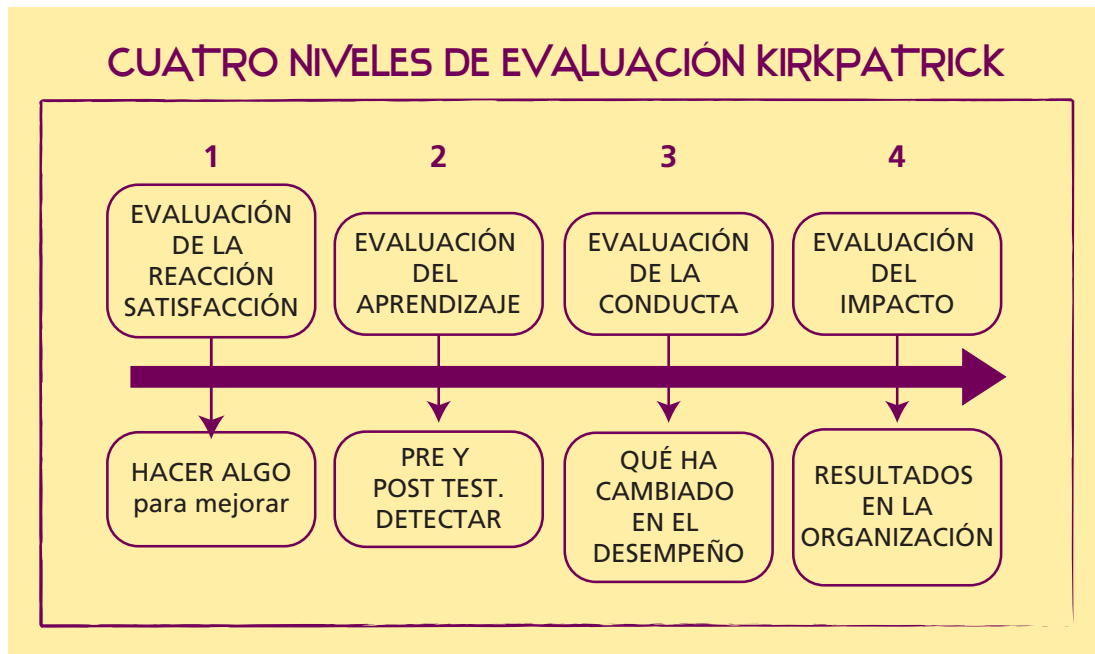 CUATRO NIVELES DE EVALUACIÓN KIRKPATRICK
1
EVALUACIÓN
DE LA
REACCIÓN
SATISFACCIÓN
HACER ALGO
para mejorar
2
EVALUACIÓN
DEL
APRENDIZAJE
PRE Y
POST TEST.
DETECTAR
3
EVALUACIÓN
DE LA
CONDUCTA
QUÉ HA
CAMBIADO
EN EL
DESEMPEÑO
4
EVALUACIÓN
DEL
IMPACTO
RESULTADOS
EN LA
ORGANIZACIÓN